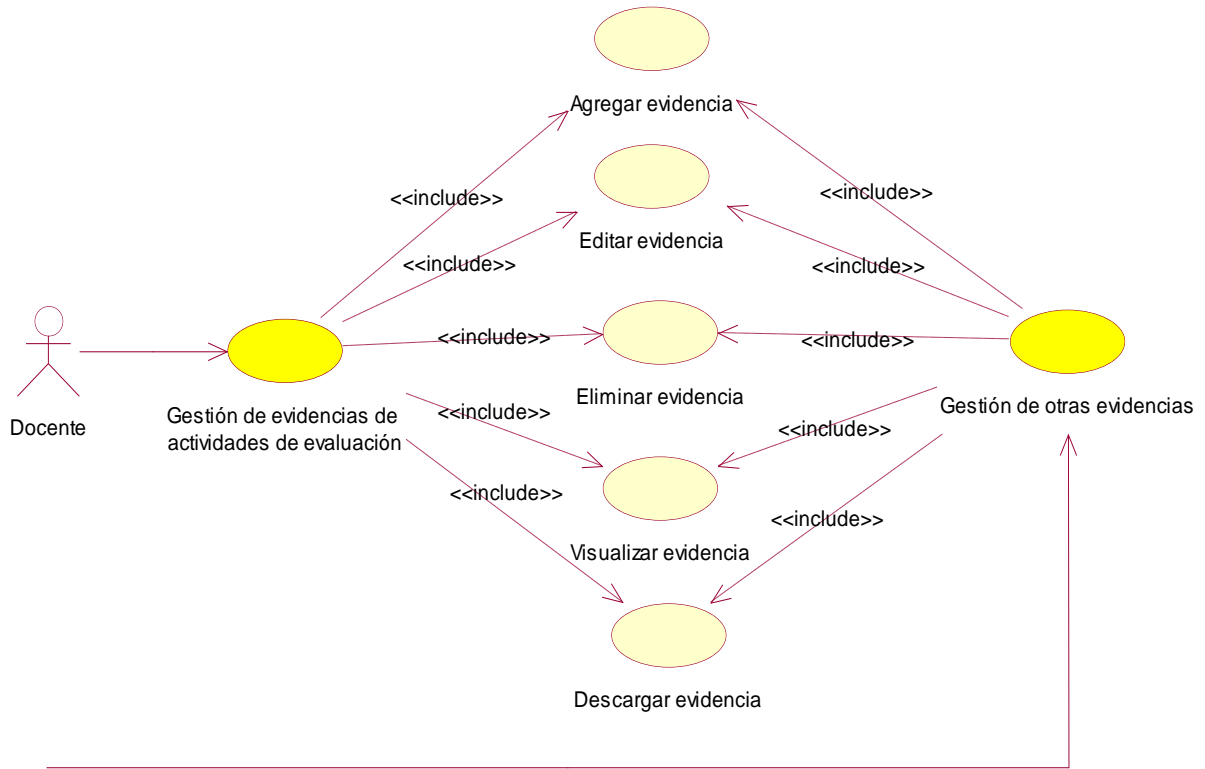 Agregar evidencia
<<include>>
<<include>>
Editar evidencia
<<include>>
<<include>>
<<include>>
<<include>>
Eliminar evidencia
Docente
Gestión de evidencias de
actividades de evaluación
Gestión de otras evidencias
<<include>>
<<include>>
<<include>>
<<include>>
Visualizar evidencia
Descargar evidencia